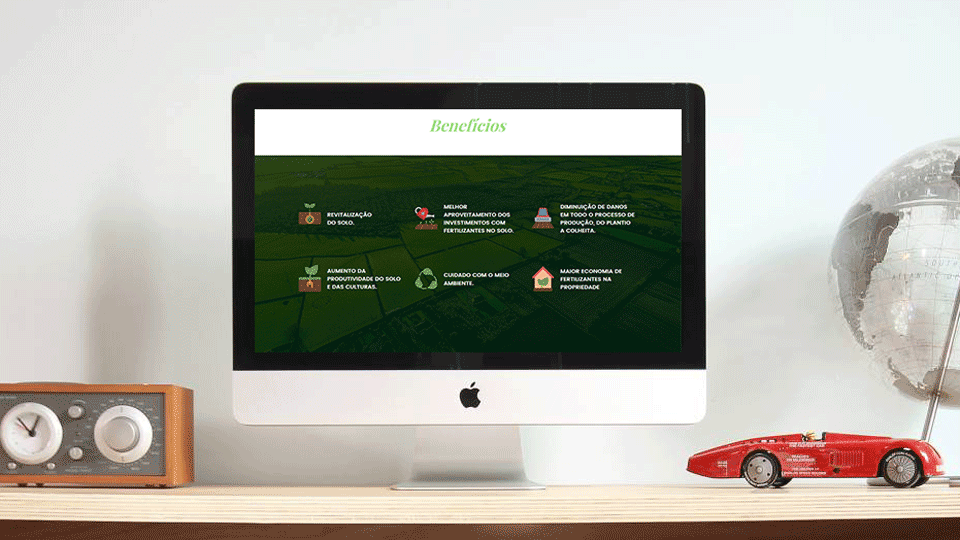 Benefícios
REVITALIZAÇÃO
DO SOLO.
MELHOR
APROVEITAMENTO DOS
INVESTIMENTOS COM
FERTILIZANTES NO SOLO.
DIMINUIÇÃO DE DANOS
EM TODO O PROCESSO DE
PRODUÇÃO, DO PLANTIO
A COLHEITA.
AUMENTO DA
PRODUTIVIDADE DO SOLO
E DAS CULTURAS.
CUIDADO COM O MEIO
AMBIENTE.
MAIOR ECONOMIA DE
FERTILIZANTES NA
PROPRIEDADE